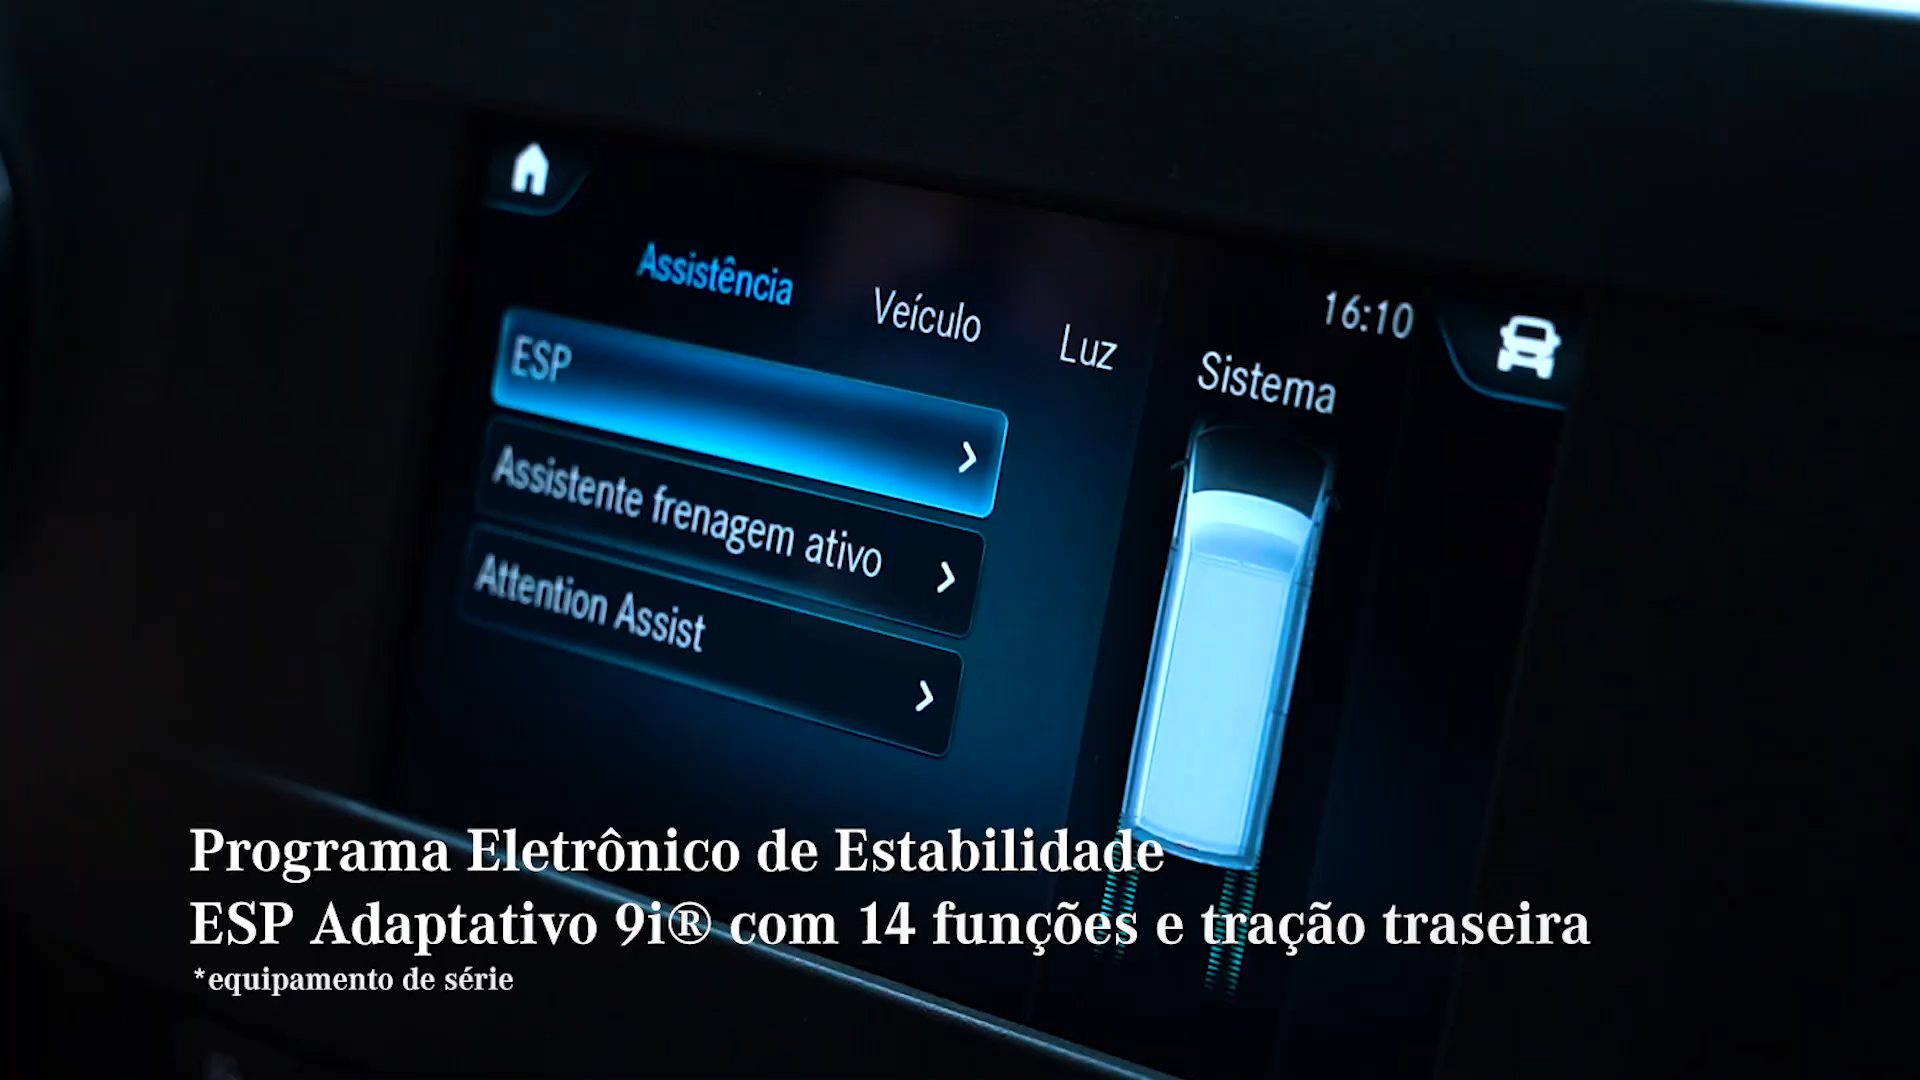 Assistência
Veículo
Luz
Sistema
16:10
ESP
Assistente frenagem ativo
Attention Assist
Programa Eletrônico de Estabilidade
ESP Adaptativo 9i® com 14 funções e tração traseira
*equipamento de série